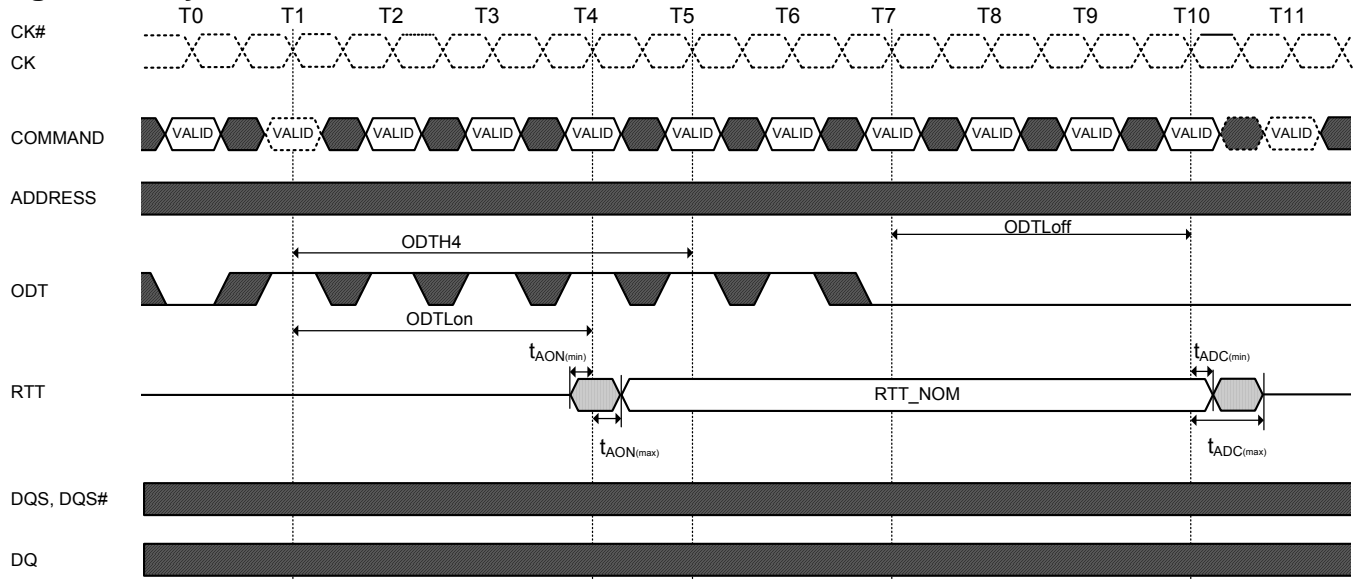 T0 T1 T2 T3 T4 T5 T6 T7 T8 T9 T10 T11
CK#
CK
COMMAND VALID VALID VALID VALID VALID VALID VALID VALID VALID VALID VALID VALID
ADDRESS
ODTLoff
ODTH4
ODT
ODTLon
tAON(min) tADC(min)
RTT RTT_NOM
tAON(max) tADC(max)
DQS, DQS#
DQ